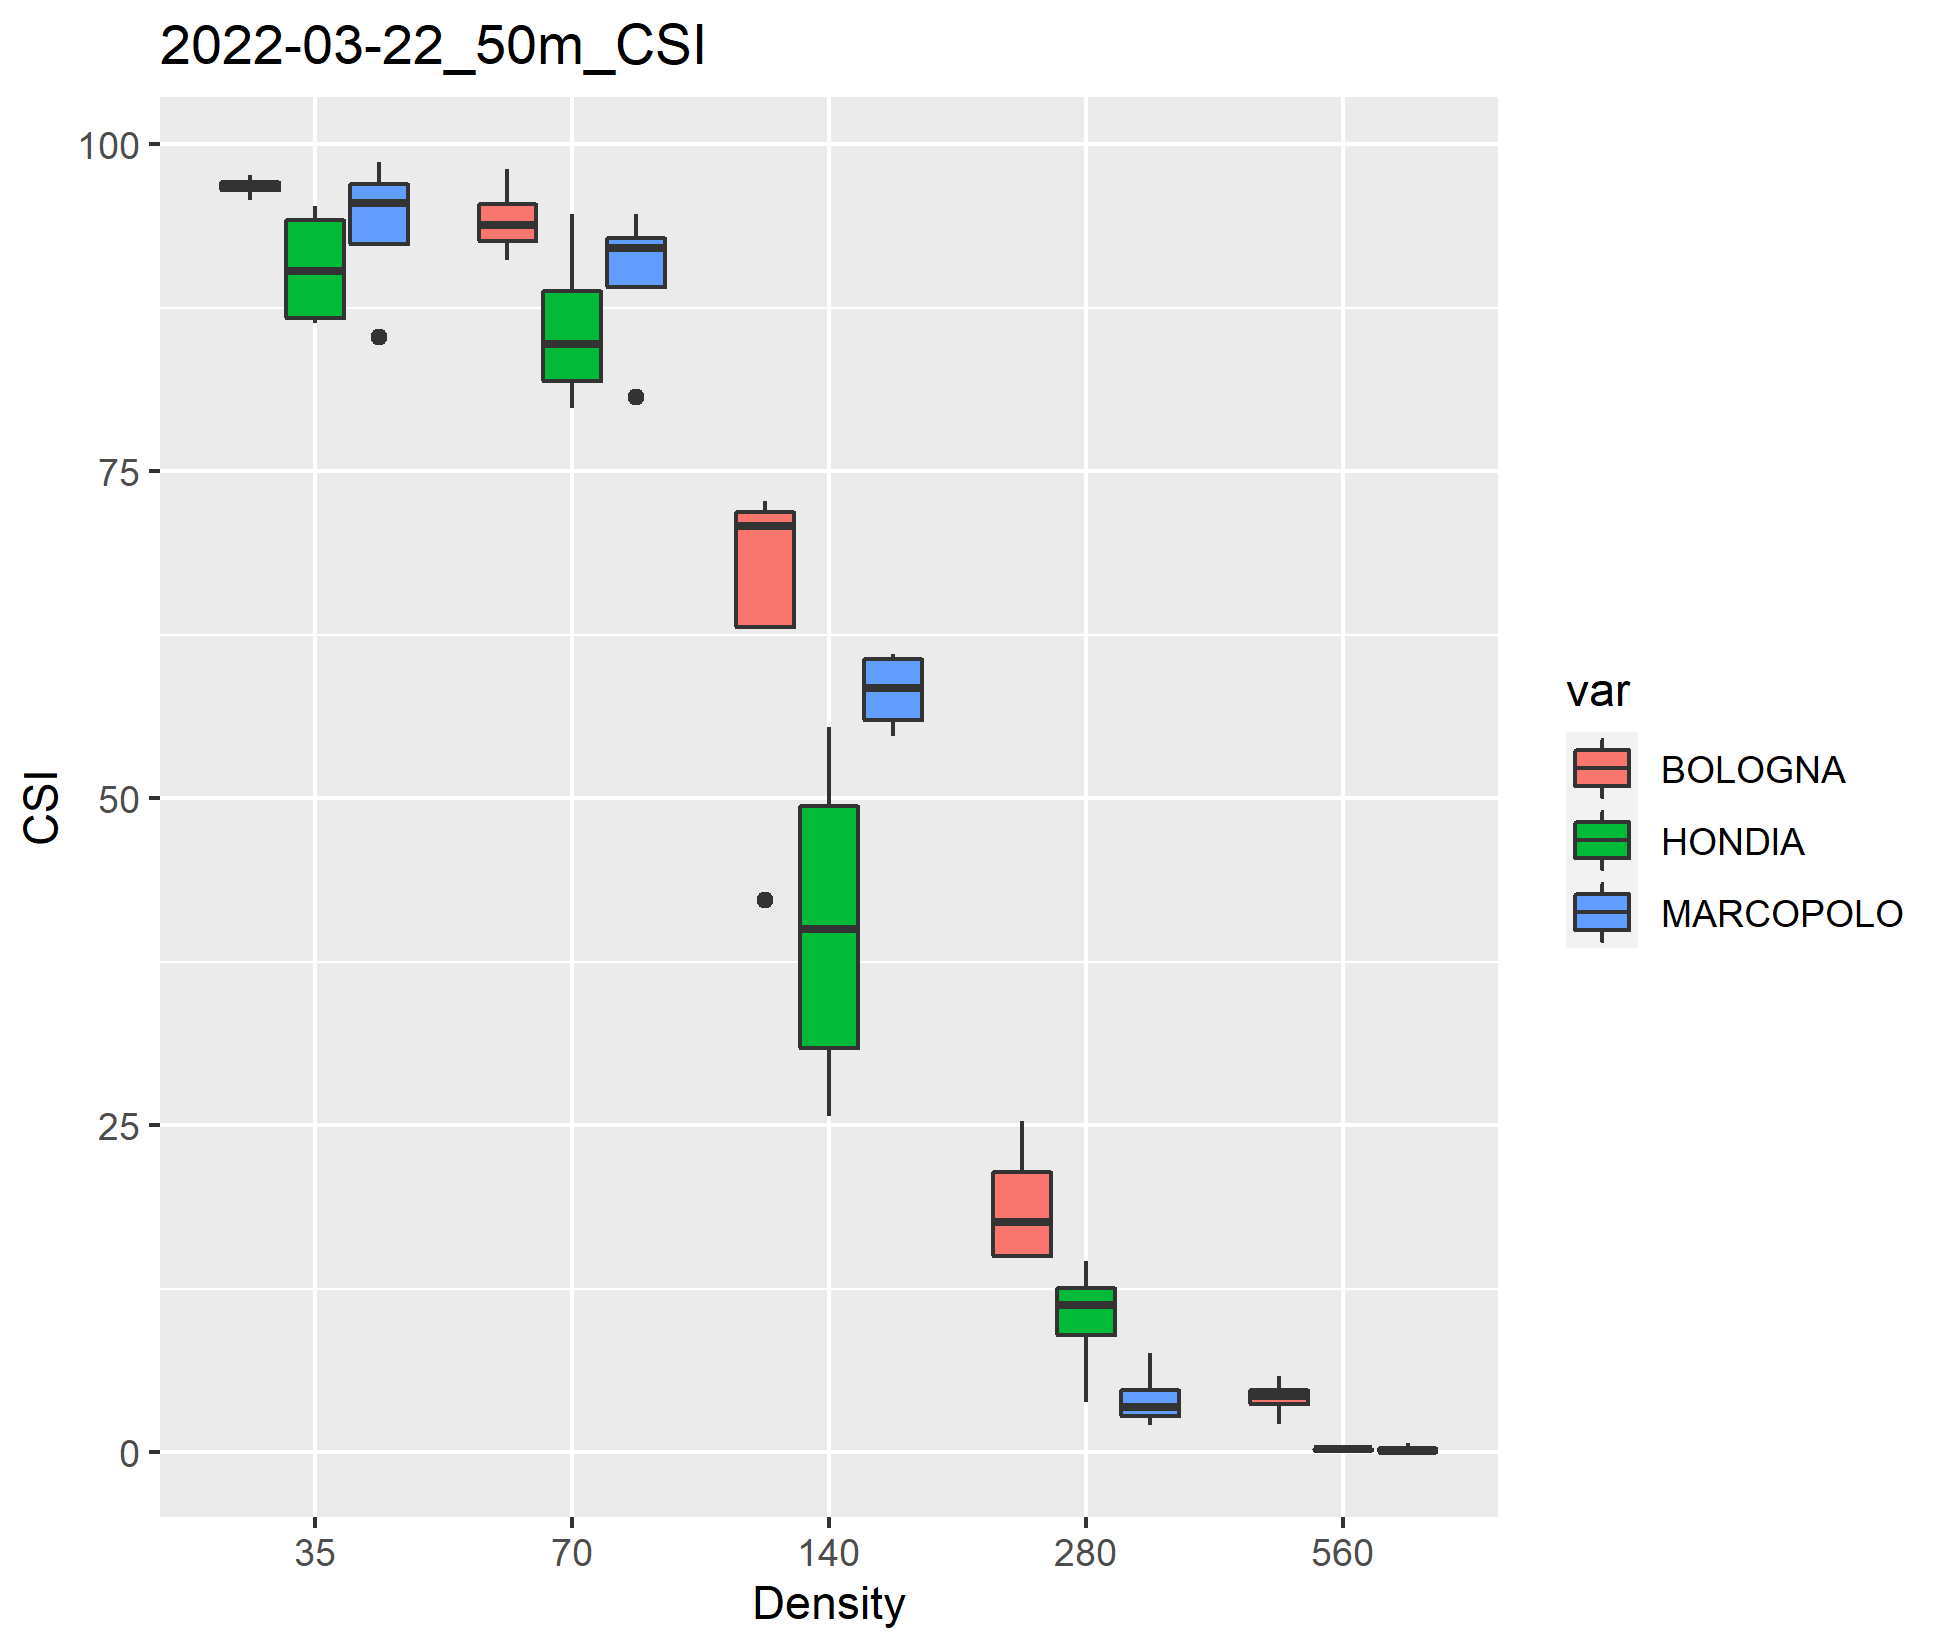 2022-03-22_50m_CSI
100
75
50
25
0
CSI
35 70 140 280 560
Density
var
BOLOGNA
HONDIA
MARCOPOLO